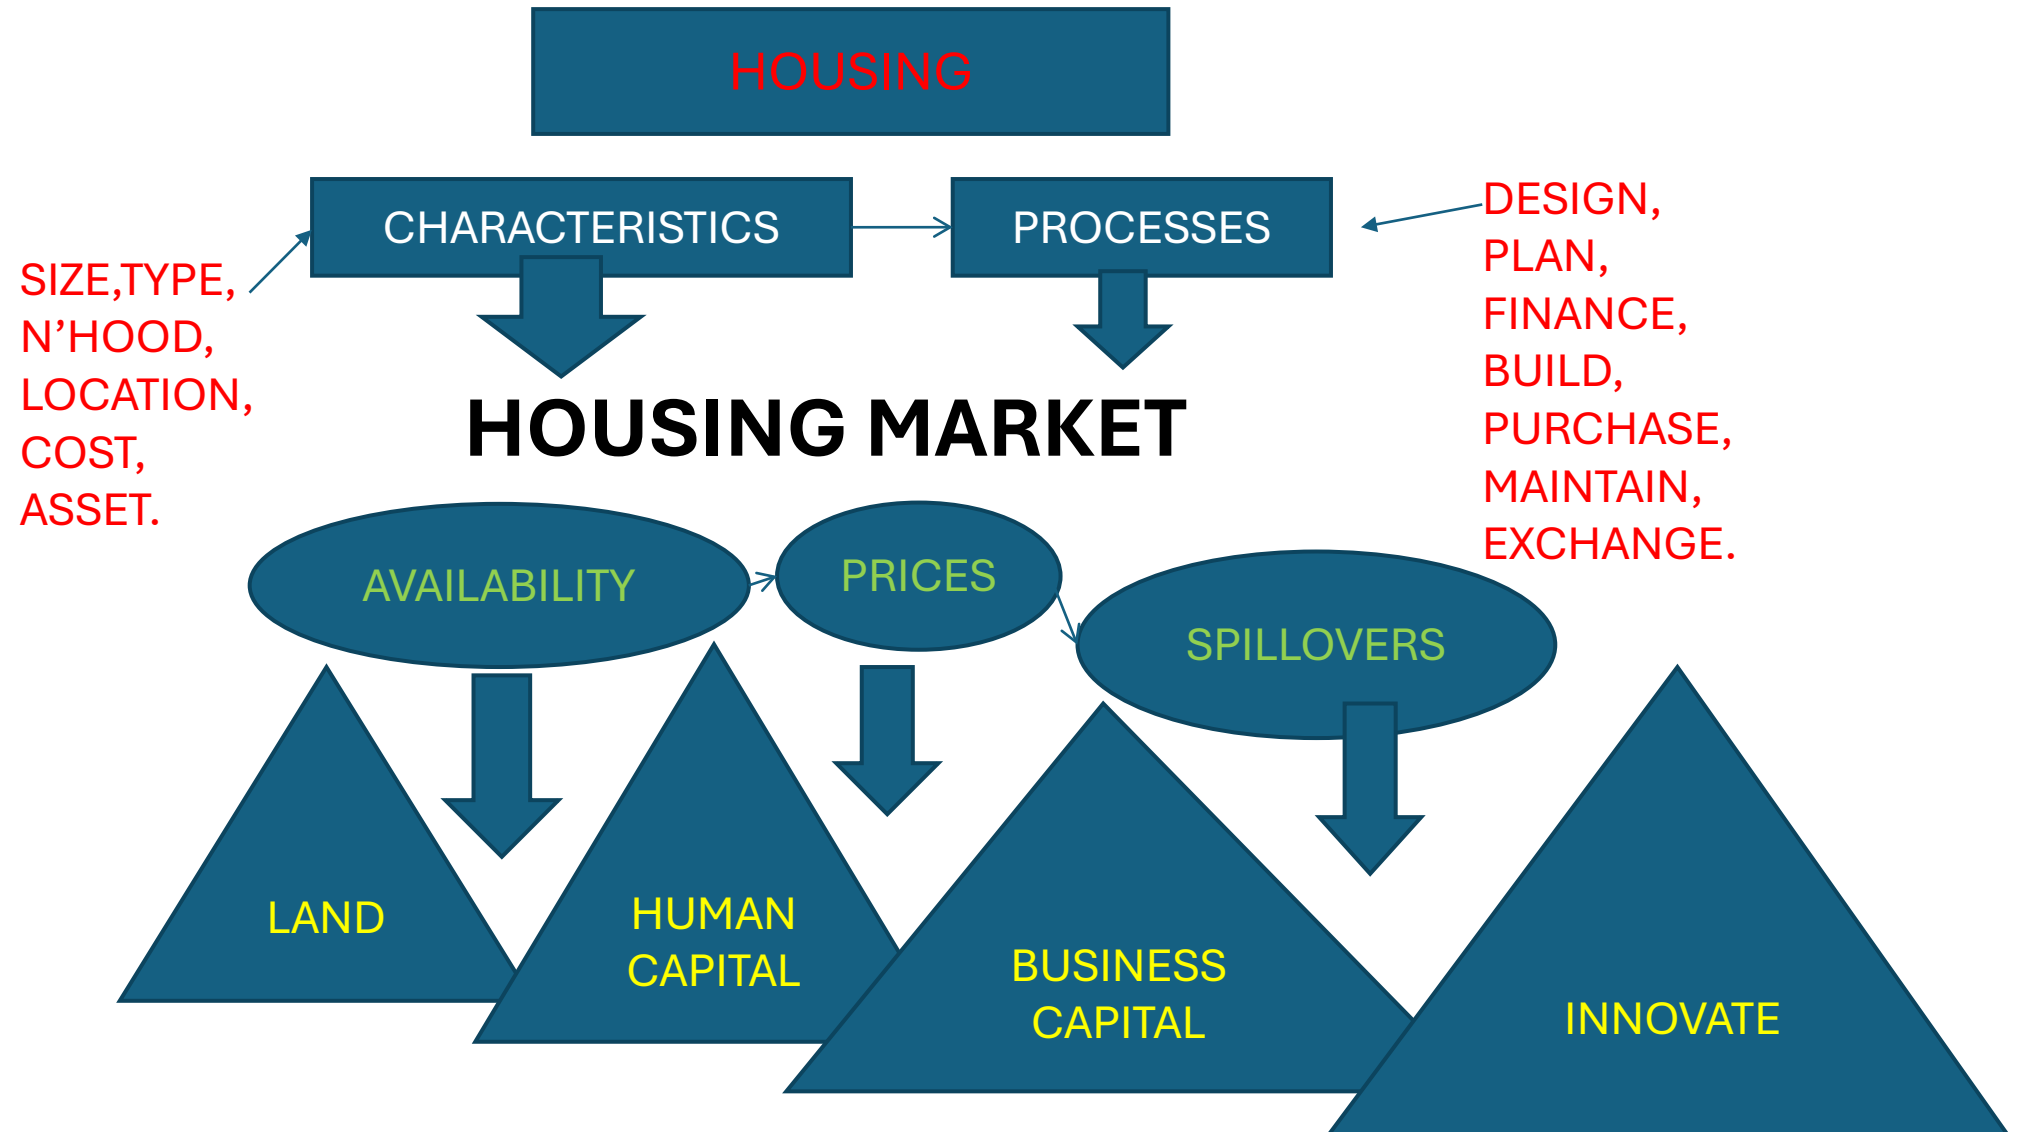 HOUSING
CHARACTERISTICS
PROCESSES
SIZE,TYPE,
N’HOOD,
LOCATION,
COST,
ASSET.
DESIGN,
PLAN,
FINANCE,
BUILD,
PURCHASE,
MAINTAIN,
EXCHANGE.
HOUSING MARKET
AVAILABILITY
PRICES
SPILLOVERS
LAND
HUMAN
CAPITAL
BUSINESS
CAPITAL
INNOVATE